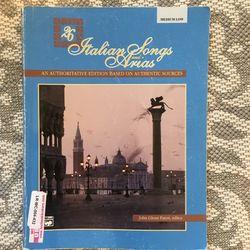 MEDIUM LOW
26
Italian Songs
and
Arias
AN AUTHORITATIVE EDITION BASED ON AUTHENTIC SOURCES
John Glenn Paton, editor